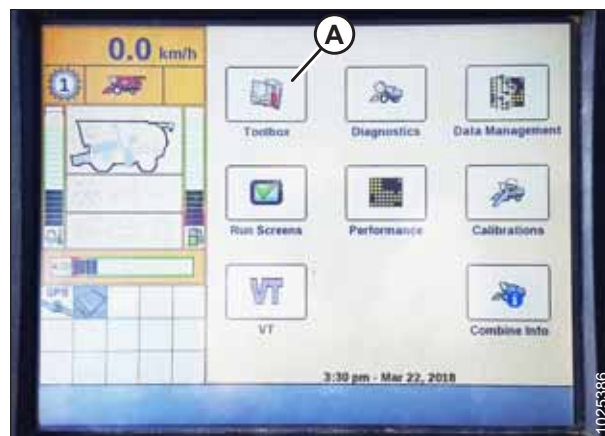 A
0.0 km/h
1
Toolbox
Diagnostics
Data Management
Run Screens
Performance
Calibrations
GPS
VT
VT
Combine Info
3:30 pm - Mar 22, 2018
1025386